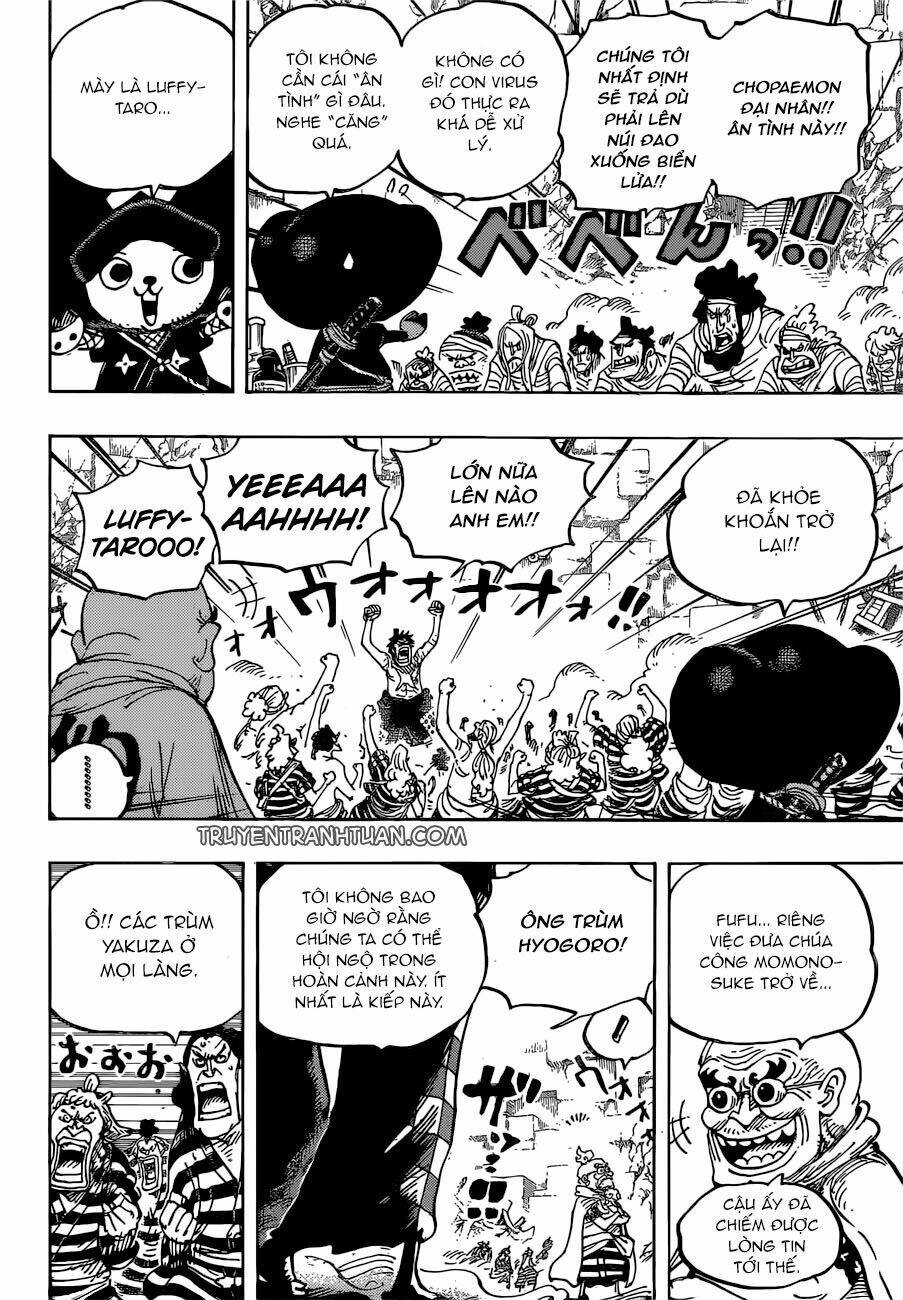 CHOPAEMON
ĐẠI NHÂN!!
ÂN TÌNH NÀY!!
CHÚNG TÔI
NHẤT ĐỊNH
SẼ TRẢ DÙ
PHẢI LÊN
NÚI ĐAO
XUỐNG BIỂN
LỬA!!
KHÔNG CÓ
GÌ! CON VIRUS
ĐÓ THỰC RA
KHÁ DỄ XỬ
LÝ.
TÔI KHÔNG
CẦN CÁI “ÂN
TÌNH” GÌ ĐÂU.
NGHE “CĂNG”
QUÁ.
べべんっ!!
MÀY LÀ LUFFY-
TARO...
ĐÃ KHỎE
KHOẮN TRỞ
LẠI!!
LỚN NỮA
LÊN NÀO
ANH EM!!
YEEEAAA
AAHHHH!
LUFFY-
TAROOO!
ウオオオオオオ!!
TRUYENTRANHTUAN.COM
FUFU... RIÊNG
VIỆC ĐƯA CHÚA
CÔNG MOMONO-
SUKE TRỞ VỀ...
CẬU ẤY ĐÃ
CHIẾM ĐƯỢC
LÒNG TIN
TỚI THẾ.
ÔNG TRÙM
HYOGORO!
!
ウオオ
ザッ!!
TÔI KHÔNG BAO
GIỜ NGỜ RẰNG
CHÚNG TA CÓ THỂ
HỘI NGỘ TRONG
HOÀN CẢNH NÀY. ÍT
NHẤT LÀ KIẾP NÀY.
Ồ!! CÁC TRÙM
YAKUZA Ở
MỌI LÀNG.
おおお